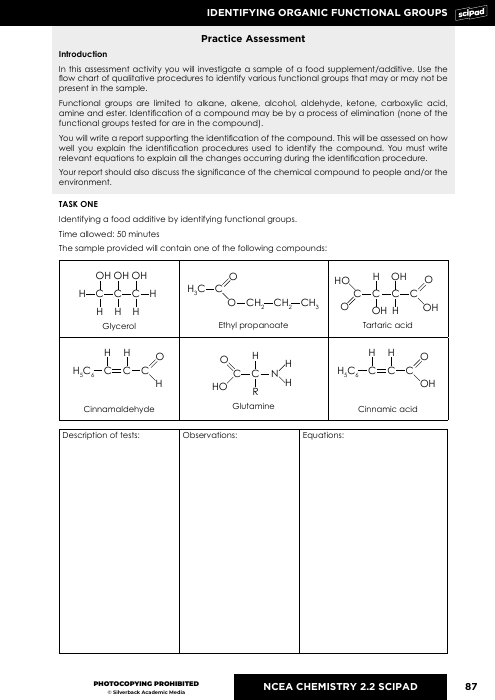 IDENTIFYING ORGANIC FUNCTIONAL GROUPS scipad
Practice Assessment
Introduction
In this assessment activity you will investigate a sample of a food supplement/additive. Use the
flow chart of qualitative procedures to identify various functional groups that may or may not be
present in the sample.
Functional groups are limited to alkane, alkene, alcohol, aldehyde, ketone, carboxylic acid,
amine and ester. Identification of a compound may be by a process of elimination (none of the
functional groups tested for are in the compound).
You will write a report supporting the identification of the compound. This will be assessed on how
well you explain the identification procedures used to identify the compound. You must write
relevant equations to explain all the changes occurring during the identification procedure.
Your report should also discuss the significance of the chemical compound to people and/or the
environment.
TASK ONE
Identifying a food additive by identifying functional groups.
Time allowed: 50 minutes
The sample provided will contain one of the following compounds:
OH OH OH
H–C–C–C–H
H H H
Glycerol
O
H₃C–C
O–CH₂–CH₂–CH₃
Ethyl propanoate
HO H OH O
C–C–C–C
O OH H OH
Tartaric acid
H H O
H₅C₆–C=C–C
H
Cinnamaldehyde
O H H
C–C–N
HO R H
Glutamine
H H O
H₅C₆–C=C–C
OH
Cinnamic acid
Description of tests: Observations: Equations:
PHOTOCOPYING PROHIBITED
© Silverback Academic Media
NCEA CHEMISTRY 2.2 SCIPAD 87